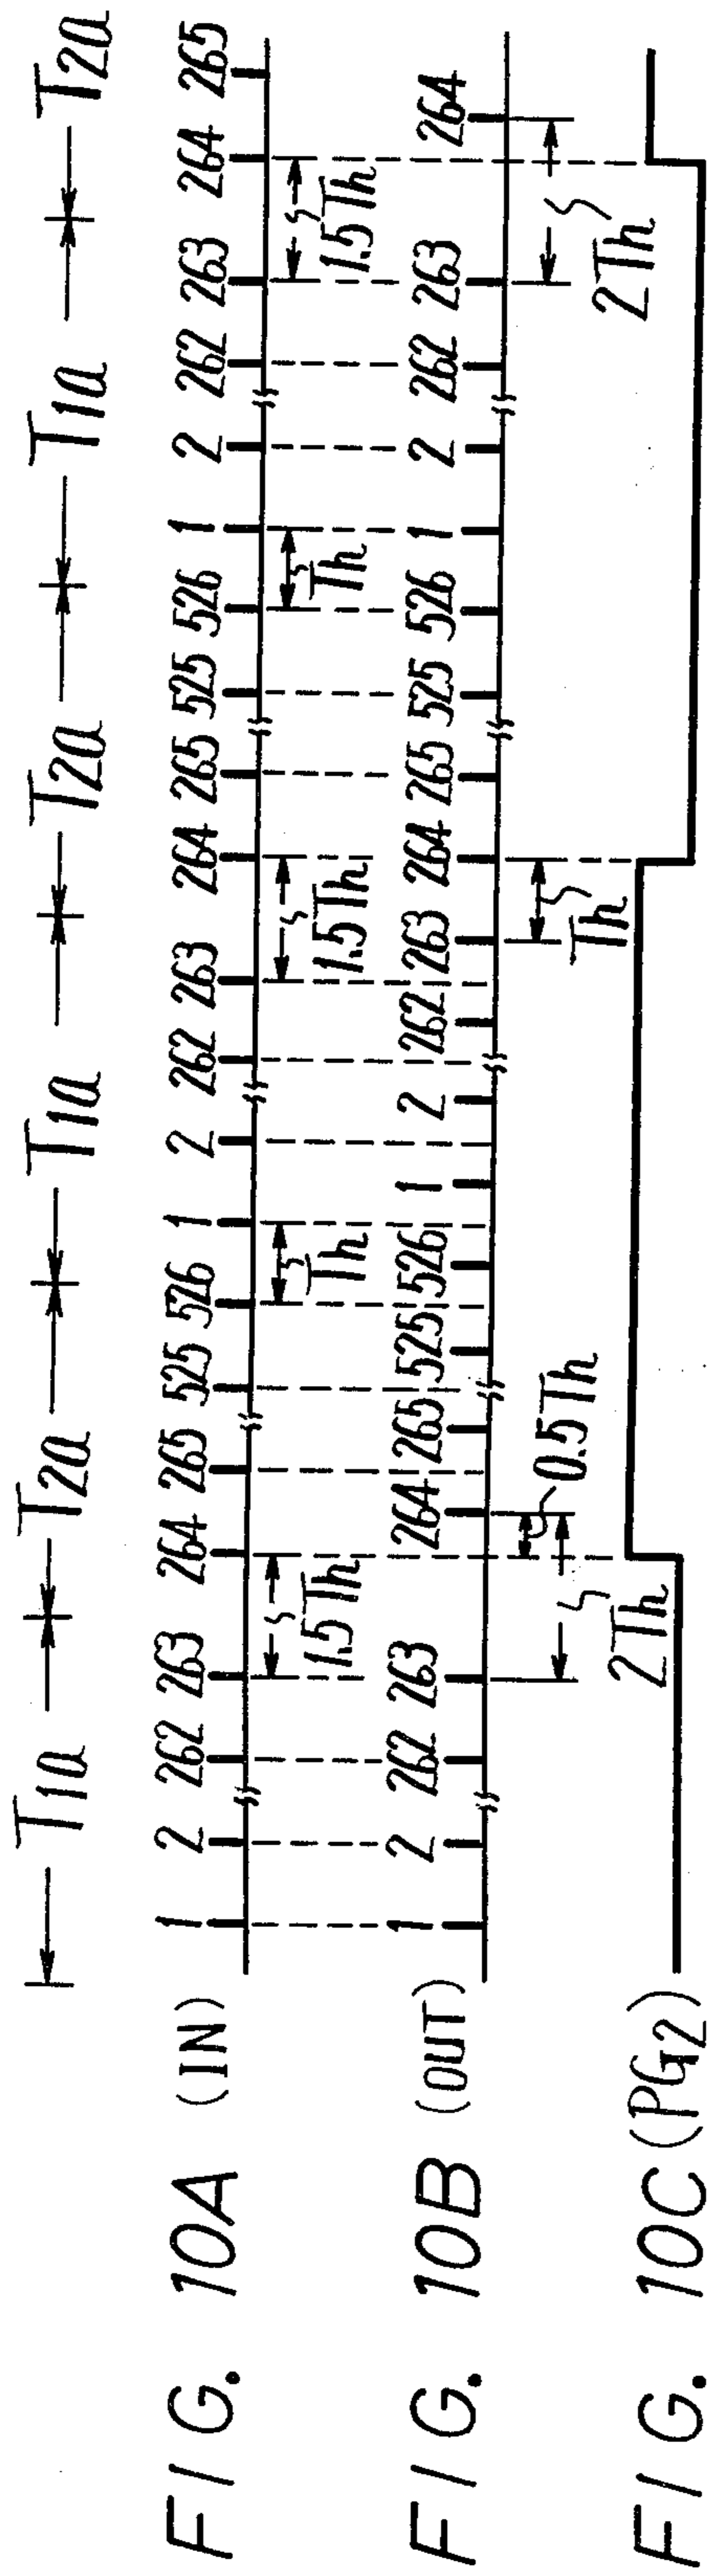 T1a T2a T1a T2a T1a T2a
FIG. 10A (IN) 1 2 262 263 264 265 525 526 1 2 262 263 264 265 525 526 1 2 262 263 264 265
1.5Th Th 1.5Th Th 1.5Th
FIG. 10B (OUT) 1 2 262 263 264 265 525 526 1 2 262 263 264 265 525 526 1 2 262 263 264
0.5Th
2Th Th 2Th
FIG. 10C (PG2)